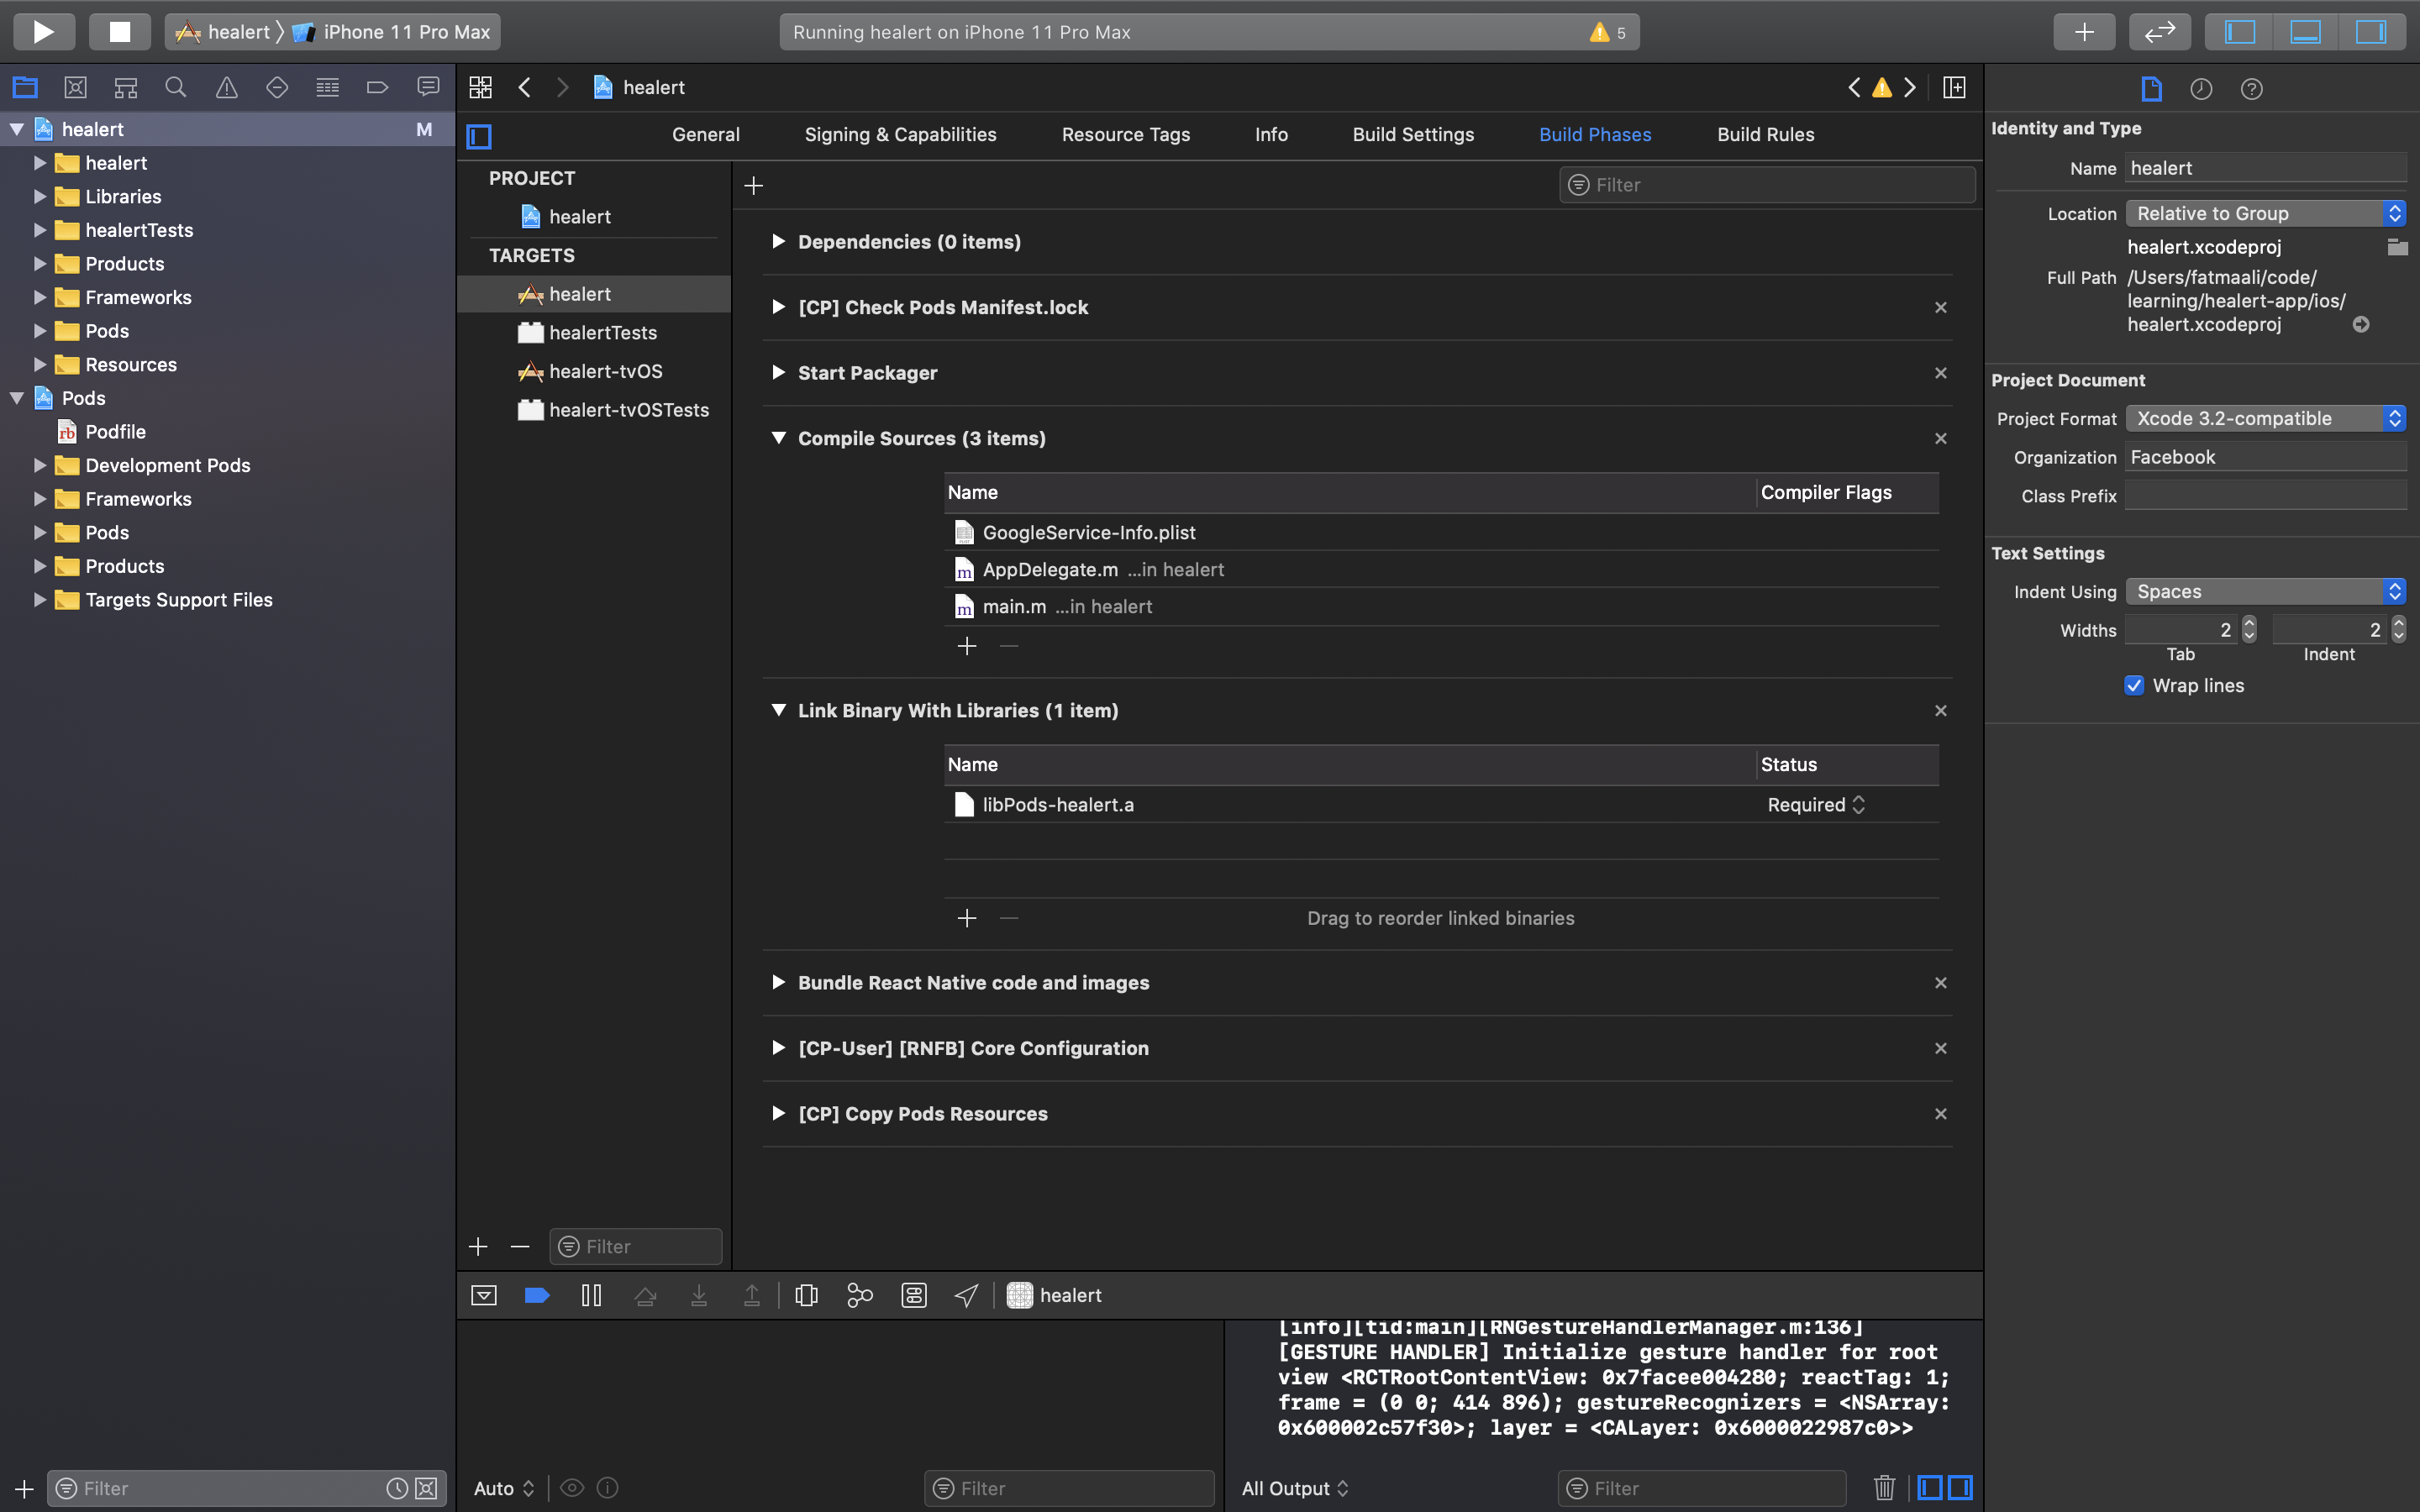 healert
iPhone 11 Pro Max
Running healert on iPhone 11 Pro Max
5
healert
M
healert
Libraries
healertTests
Products
Frameworks
Pods
Resources
Pods
Podfile
Development Pods
Frameworks
Pods
Products
Targets Support Files
Filter
healert
General
Signing & Capabilities
Resource Tags
Info
Build Settings
Build Phases
Build Rules
PROJECT
healert
TARGETS
healert
healertTests
healert-tvOS
healert-tvOSTests
Filter
Filter
Dependencies (0 items)
[CP] Check Pods Manifest.lock
Start Packager
Compile Sources (3 items)
Name
Compiler Flags
GoogleService-Info.plist
AppDelegate.m ...in healert
main.m ...in healert
Link Binary With Libraries (1 item)
Name
Status
libPods-healert.a
Required
Drag to reorder linked binaries
Bundle React Native code and images
[CP-User] [RNFB] Core Configuration
[CP] Copy Pods Resources
healert
Auto
Filter
[info][tid:main][RNGestureHandlerManager.m:136]
[GESTURE HANDLER] Initialize gesture handler for root
view <RCTRootContentView: 0x7facee004280; reactTag: 1;
frame = (0 0; 414 896); gestureRecognizers = <NSArray:
0x600002c57f30>; layer = <CALayer: 0x6000022987c0>>
All Output
Filter
Identity and Type
Name
healert
Location
Relative to Group
healert.xcodeproj
Full Path
/Users/fatmaali/code/
learning/healert-app/ios/
healert.xcodeproj
Project Document
Project Format
Xcode 3.2-compatible
Organization
Facebook
Class Prefix
Text Settings
Indent Using
Spaces
Widths
2
2
Tab
Indent
Wrap lines